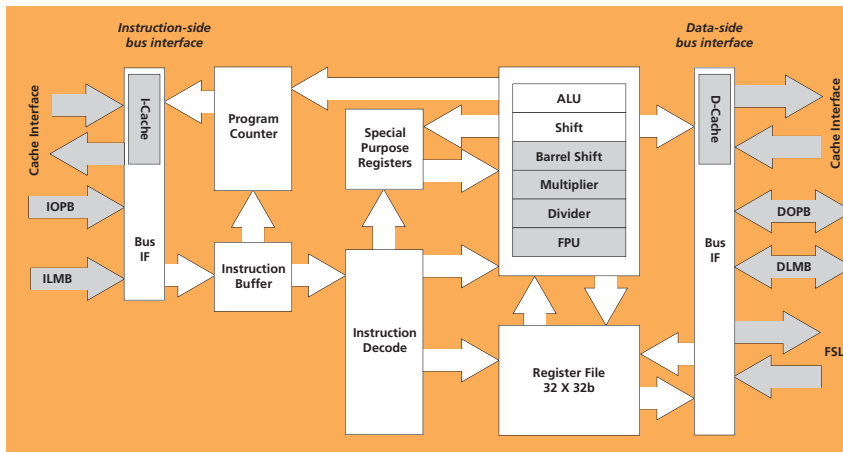 Instruction-side
bus interface
Data-side
bus interface
Cache Interface
I-Cache
Bus
IF
IOPB
ILMB
Program
Counter
Instruction
Buffer
Special
Purpose
Registers
Instruction
Decode
ALU
Shift
Barrel Shift
Multiplier
Divider
FPU
Register File
32 X 32b
D-Cache
Bus
IF
Cache Interface
DOPB
DLMB
FSL